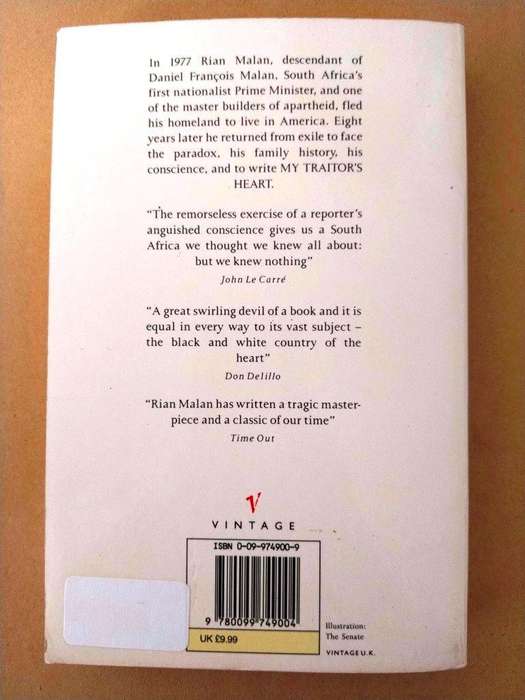 In 1977 Rian Malan, descendant of
Daniel François Malan, South Africa's
first nationalist Prime Minister, and one
of the master builders of apartheid, fled
his homeland to live in America. Eight
years later he returned from exile to face
the paradox, his family history, his
conscience, and to write MY TRAITOR'S
HEART.
“The remorseless exercise of a reporter's
anguished conscience gives us a South
Africa we thought we knew all about:
but we knew nothing”
John Le Carré
“A great swirling devil of a book and it is
equal in every way to its vast subject –
the black and white country of the
heart”
Don Delillo
“Rian Malan has written a tragic master-
piece and a classic of our time”
Time Out
V
VINTAGE
ISBN 0-09-974900-9
9 780099 749004
UK £9.99
Illustration:
The Senate
VINTAGE U.K.